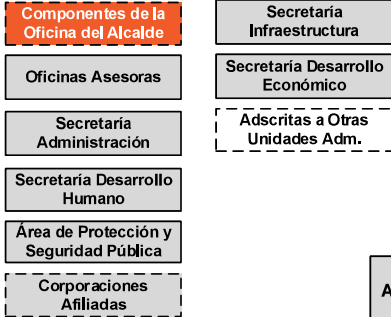 Componentes de la
Oficina del Alcalde
Oficinas Asesoras
Secretaría
Administración
Secretaría Desarrollo
Humano
Área de Protección y
Seguridad Pública
Corporaciones
Afiliadas
Secretaría
Infraestructura
Secretaría Desarrollo
Económico
Adscritas a Otras
Unidades Adm.